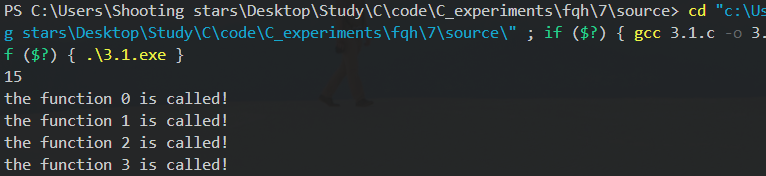 PS C:\Users\Shooting stars\Desktop\Study\C\code\C_experiments\fqh\7\source> cd "c:\Us
g stars\Desktop\Study\C\code\C_experiments\fqh\7\source\" ; if ($?) { gcc 3.1.c -o 3.
f ($?) { .\3.1.exe }
15
the function 0 is called!
the function 1 is called!
the function 2 is called!
the function 3 is called!